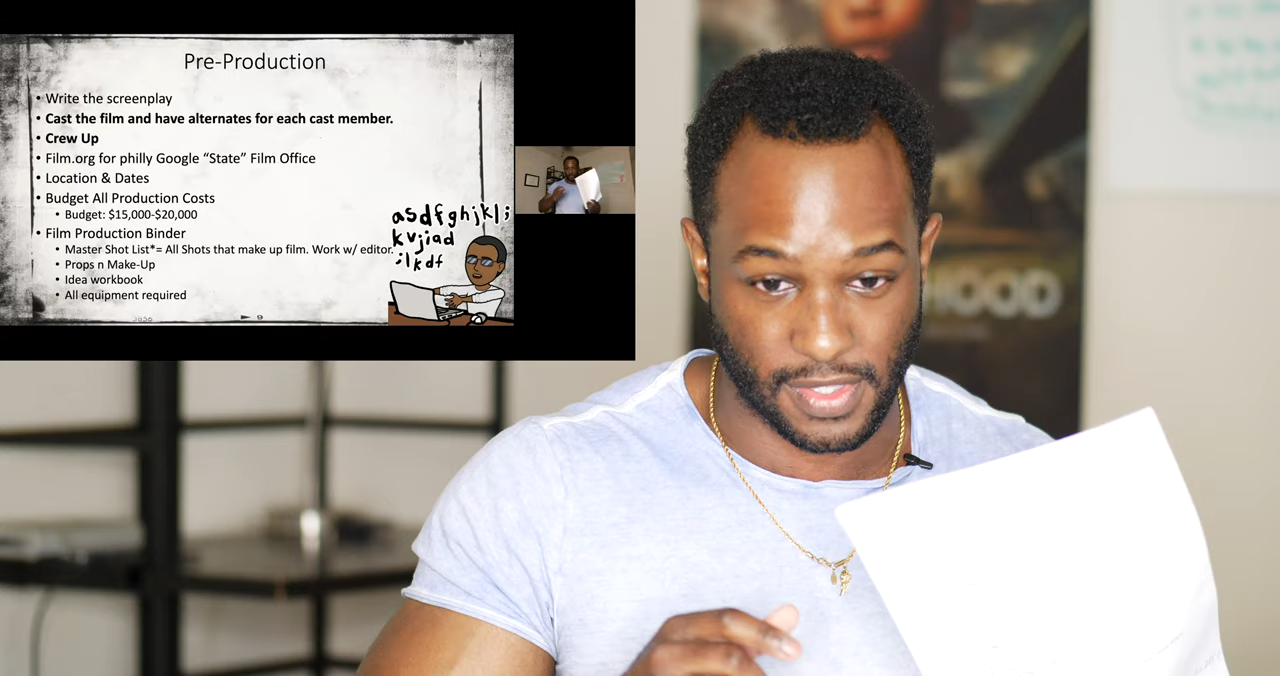 Pre-Production
• Write the screenplay
• Cast the film and have alternates for each cast member.
• Crew Up
• Film.org for philly Google “State” Film Office
• Location & Dates
• Budget All Production Costs
• Budget: $15,000-$20,000
• Film Production Binder
• Master Shot List*= All Shots that make up film. Work w/ editor.
• Props n Make-Up
• Idea workbook
• All equipment required
asdfghjkl;
kvjiad
;lkdf
9
HOOD